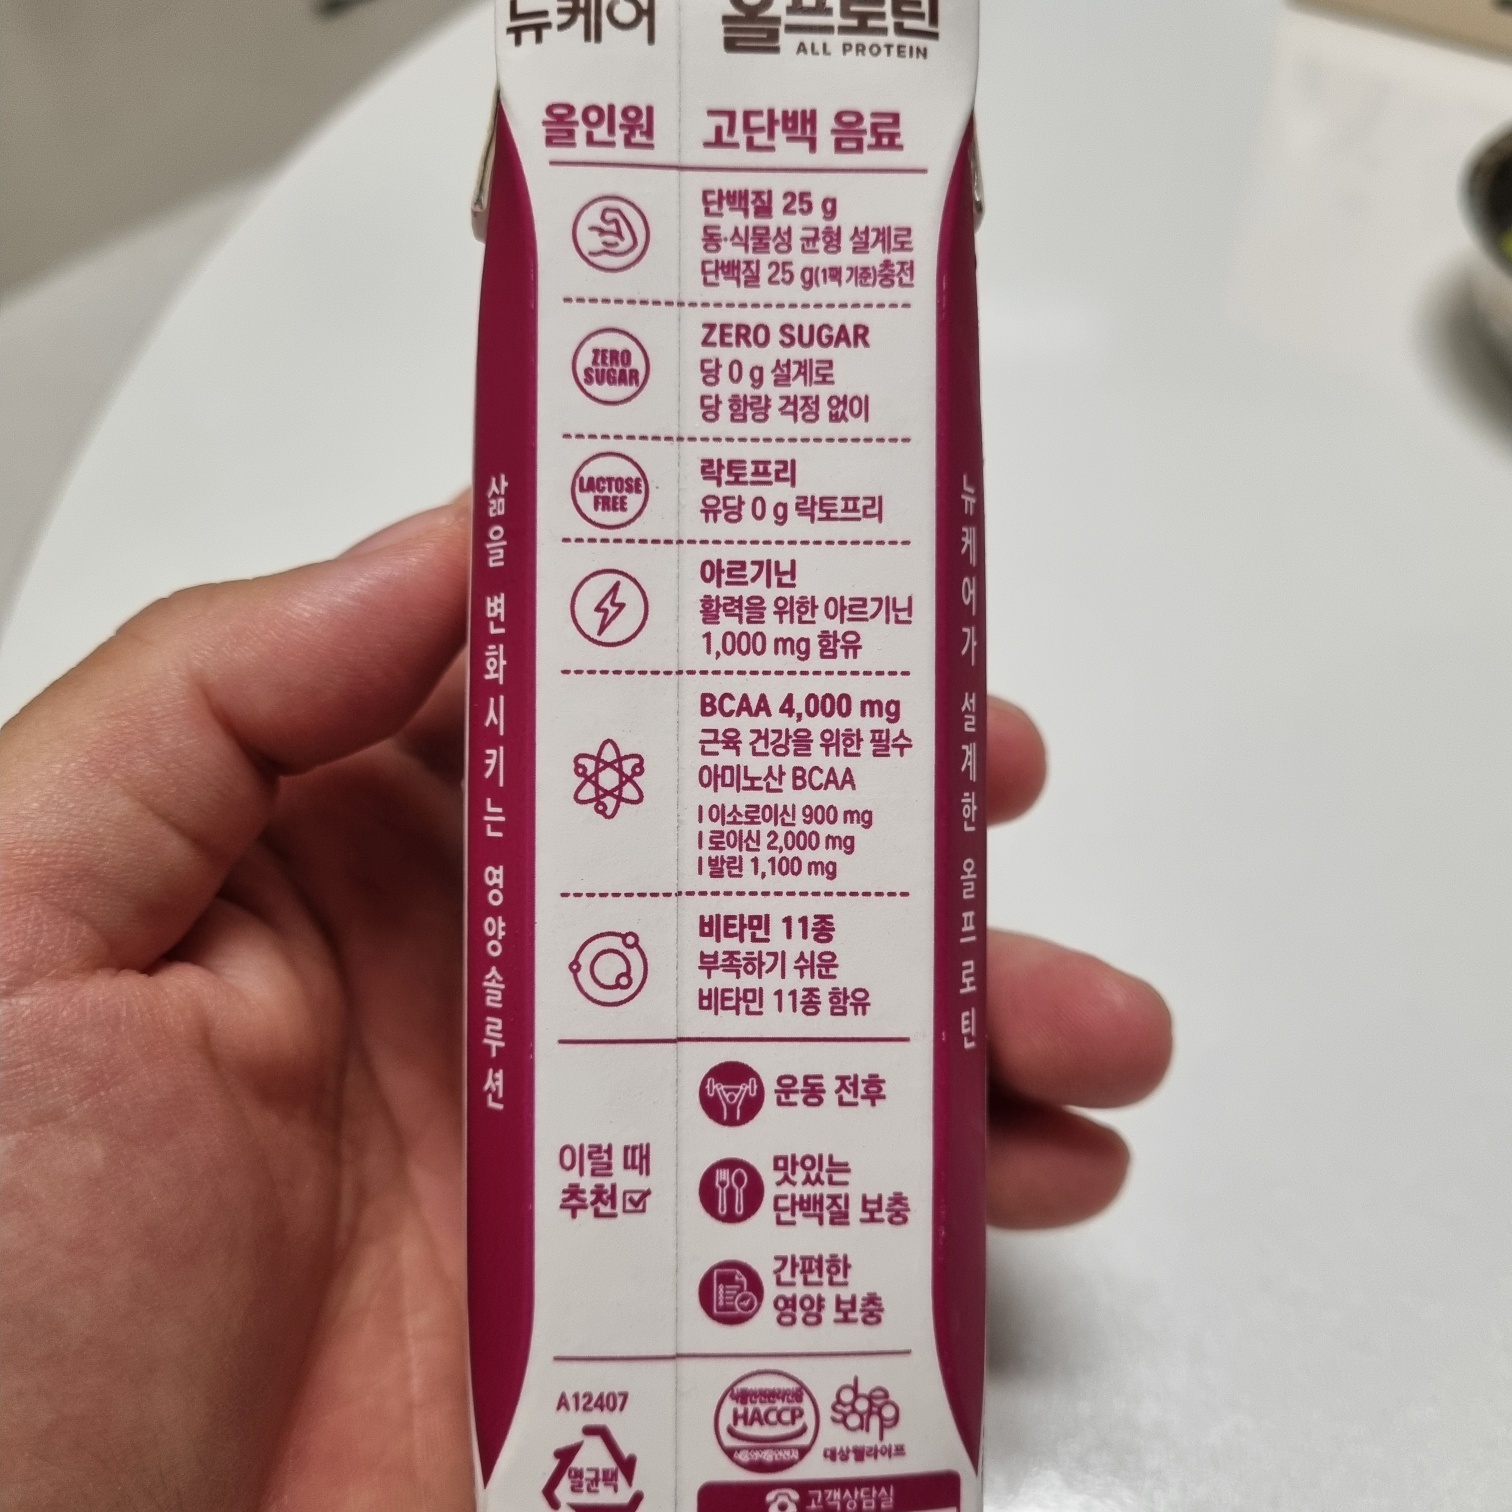 뉴케어 올프로틴
ALL PROTEIN
올인원 고단백 음료
단백질 25 g
동·식물성 균형 설계로
단백질 25 g(1팩 기준)충전
ZERO
SUGAR
ZERO SUGAR
당 0 g 설계로
당 함량 걱정 없이
LACTOSE
FREE
락토프리
유당 0 g 락토프리
아르기닌
활력을 위한 아르기닌
1,000 mg 함유
BCAA 4,000 mg
근육 건강을 위한 필수
아미노산 BCAA
l 이소로이신 900 mg
l 로이신 2,000 mg
l 발린 1,100 mg
비타민 11종
부족하기 쉬운
비타민 11종 함유
이럴 때
추천
운동 전후
맛있는
단백질 보충
간편한
영양 보충
A12407
멸균팩
HACCP
대상웰라이프
고객상담실
삶을 변화시키는 영양솔루션
뉴케어가 설계한 올프로틴